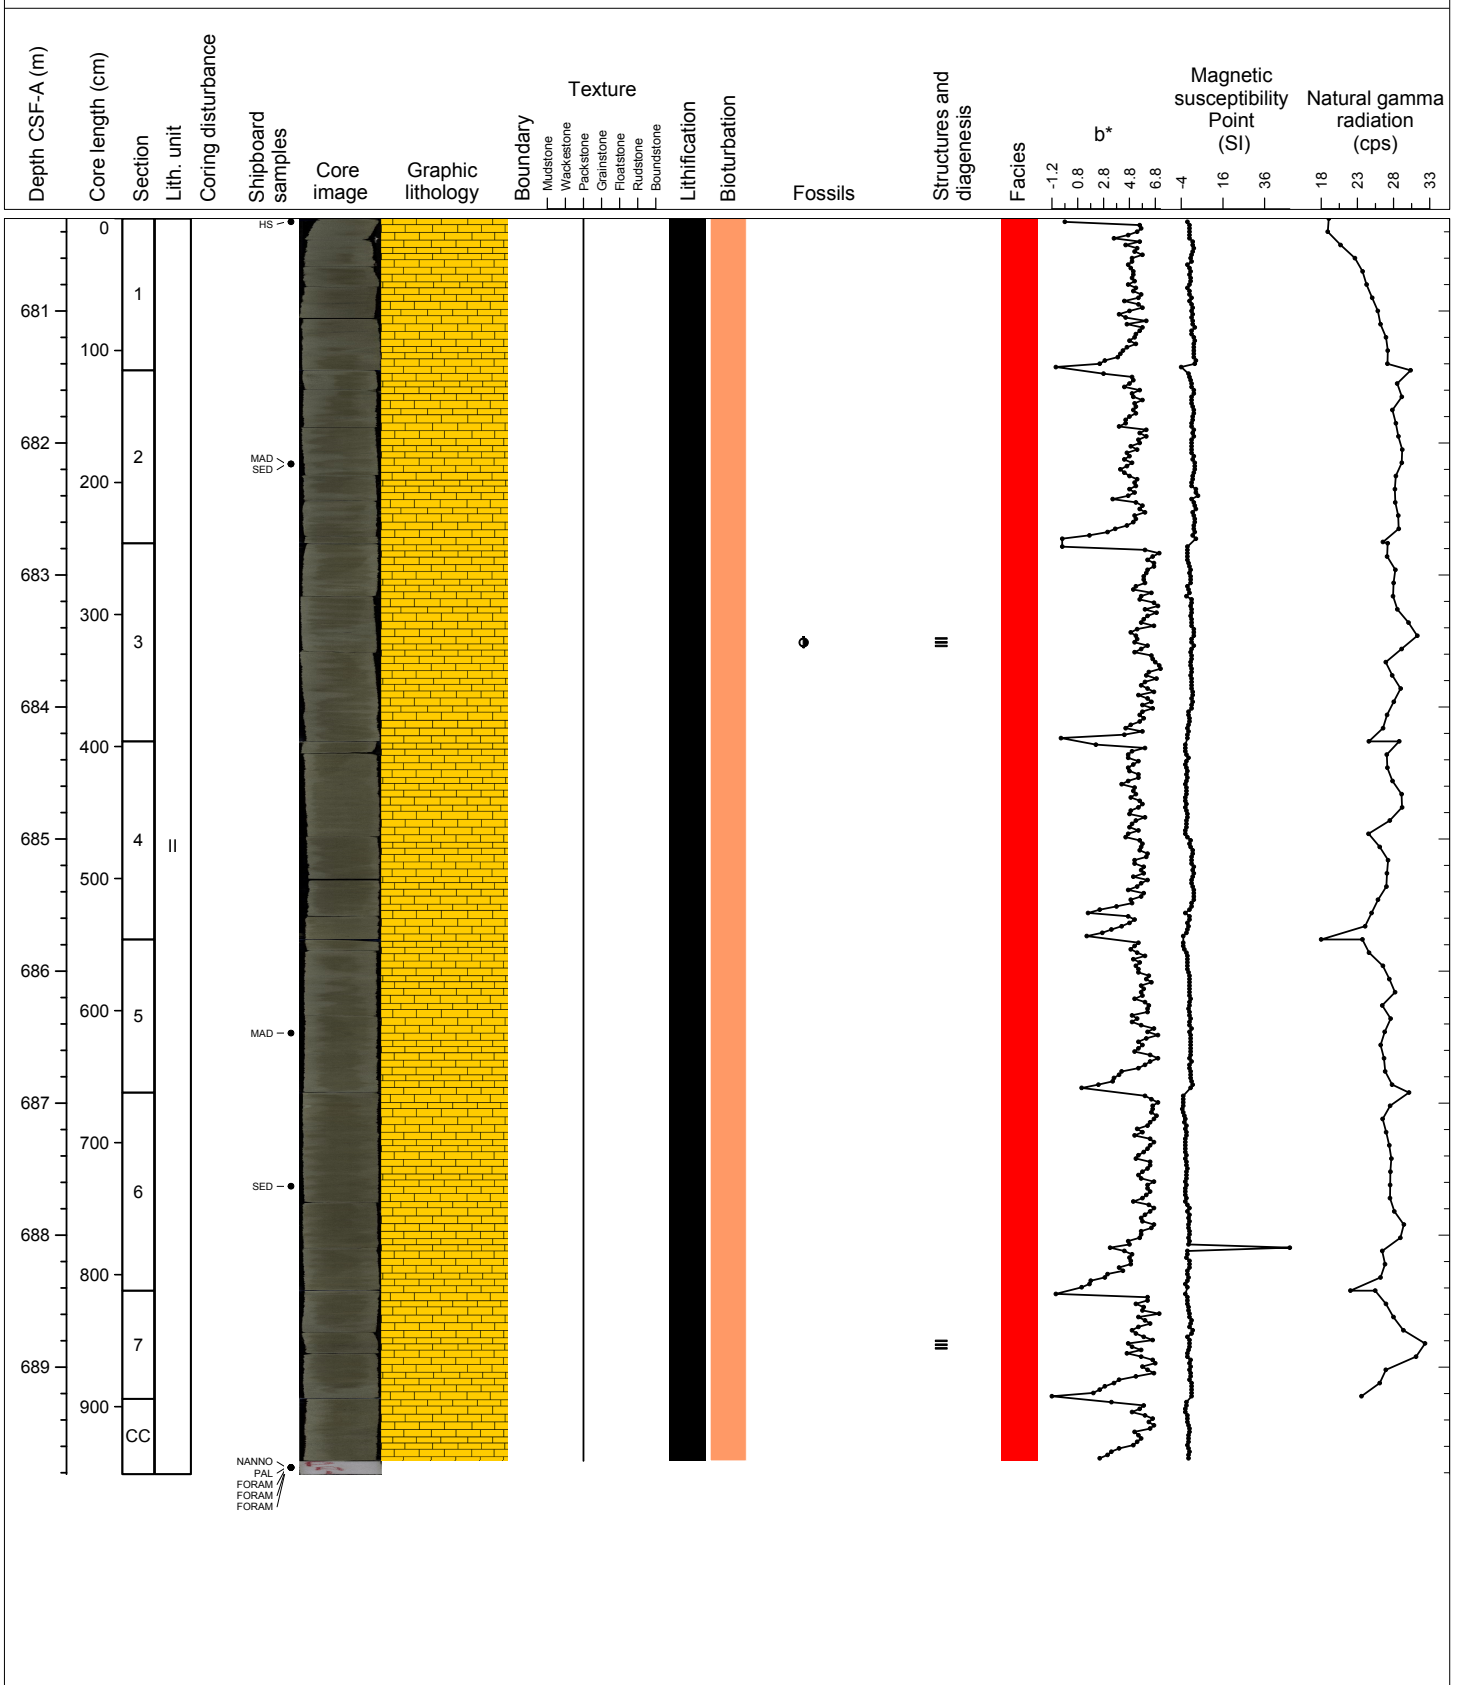 Depth CSF-A (m)
Core length (cm)
Section
Lith. unit
Coring disturbance
Shipboard
samples
Core
image
Graphic
lithology
Boundary
Texture
Mudstone
Wackestone
Packstone
Grainstone
Floatstone
Rudstone
Boundstone
Lithification
Bioturbation
Fossils
Structures and
diagenesis
Facies
b*
-1.2
0.8
2.8
4.8
6.8
Magnetic
susceptibility
Point
(SI)
-4
16
36
Natural gamma
radiation
(cps)
18
23
28
33
681
682
683
684
685
686
687
688
689
0
100
200
300
400
500
600
700
800
900
1
2
3
4
5
6
7
CC
II
HS
MAD
SED
MAD
SED
NANNO
PAL
FORAM
FORAM
FORAM